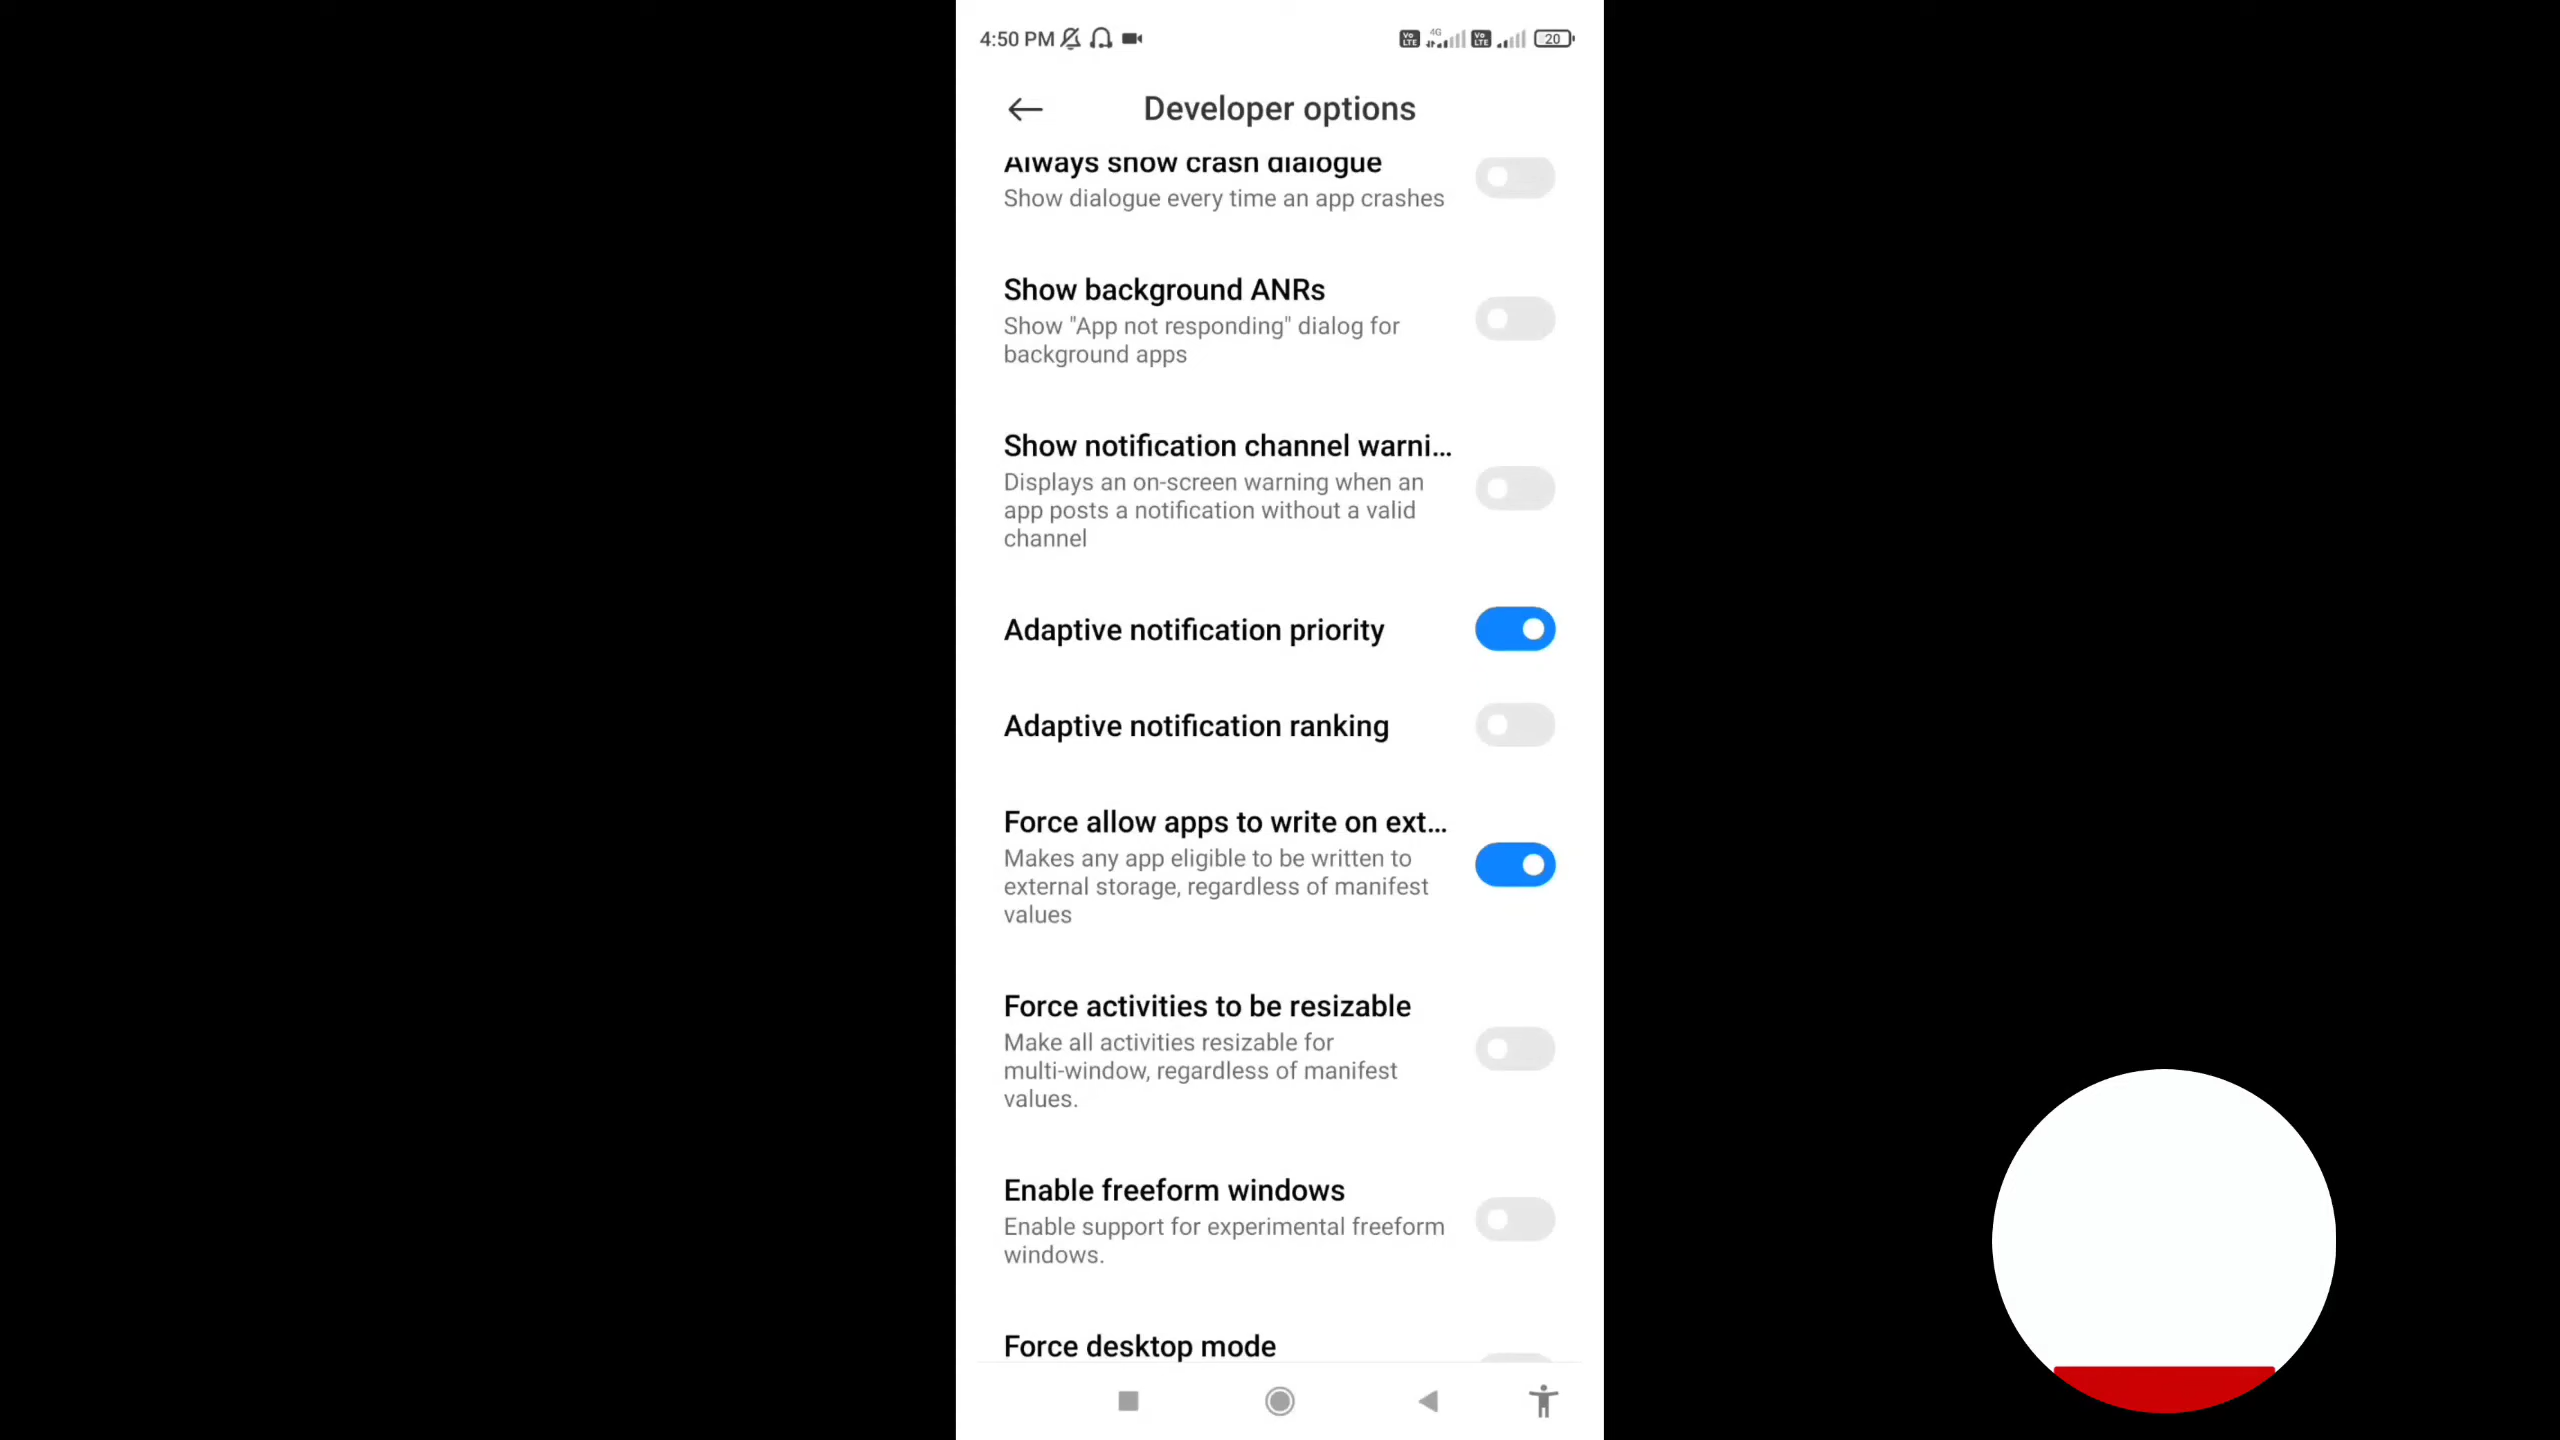 4:50 PM
Vo LTE 4G Vo LTE 20
Developer options
Always show crash dialogue
Show dialogue every time an app crashes
Show background ANRs
Show "App not responding" dialog for
background apps
Show notification channel warni...
Displays an on-screen warning when an
app posts a notification without a valid
channel
Adaptive notification priority
Adaptive notification ranking
Force allow apps to write on ext...
Makes any app eligible to be written to
external storage, regardless of manifest
values
Force activities to be resizable
Make all activities resizable for
multi-window, regardless of manifest
values.
Enable freeform windows
Enable support for experimental freeform
windows.
Force desktop mode